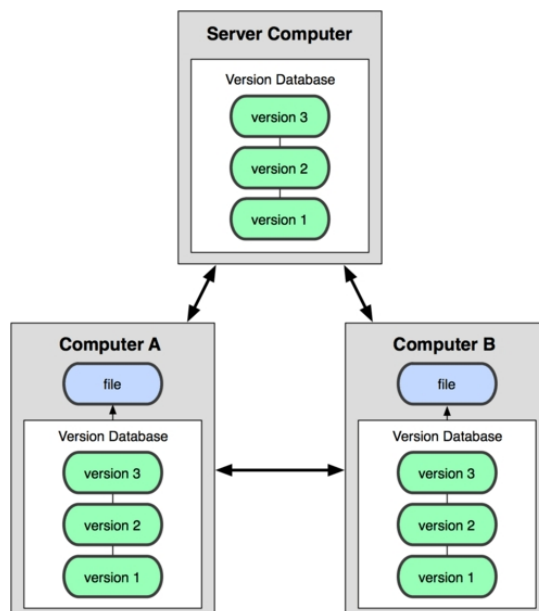 Server Computer
Version Database
version 3
version 2
version 1
Computer A
file
Version Database
version 3
version 2
version 1
Computer B
file
Version Database
version 3
version 2
version 1